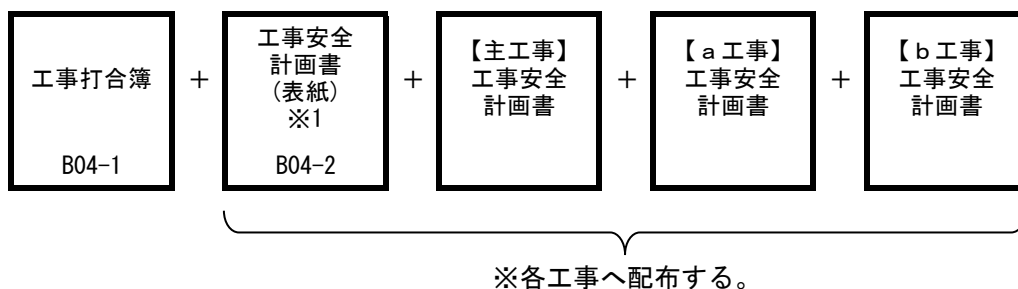 工事打合簿
B04-1
+
工事安全
計画書
(表紙)
※1
B04-2
+
【主工事】
工事安全
計画書
+
【a工事】
工事安全
計画書
+
【b工事】
工事安全
計画書
※各工事へ配布する。